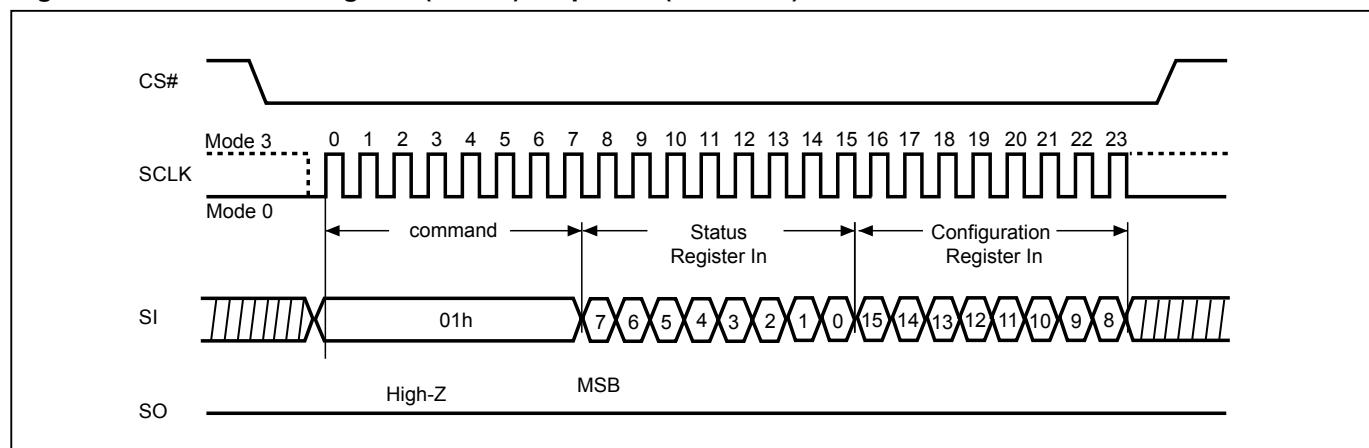 CS#
Mode 3
0 1 2 3 4 5 6 7 8 9 10 11 12 13 14 15 16 17 18 19 20 21 22 23
SCLK
Mode 0
command
Status
Register In
Configuration
Register In
SI
01h
7 6 5 4 3 2 1 0 15 14 13 12 11 10 9 8
High-Z
MSB
SO